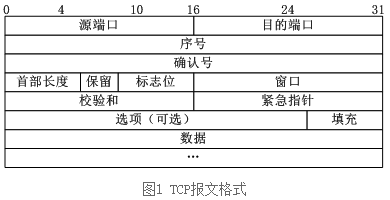 0 4 10 16 24 31
源端口 目的端口
序号
确认号
首部长度 保留 标志位 窗口
校验和 紧急指针
选项（可选） 填充
数据
…
图1 TCP报文格式